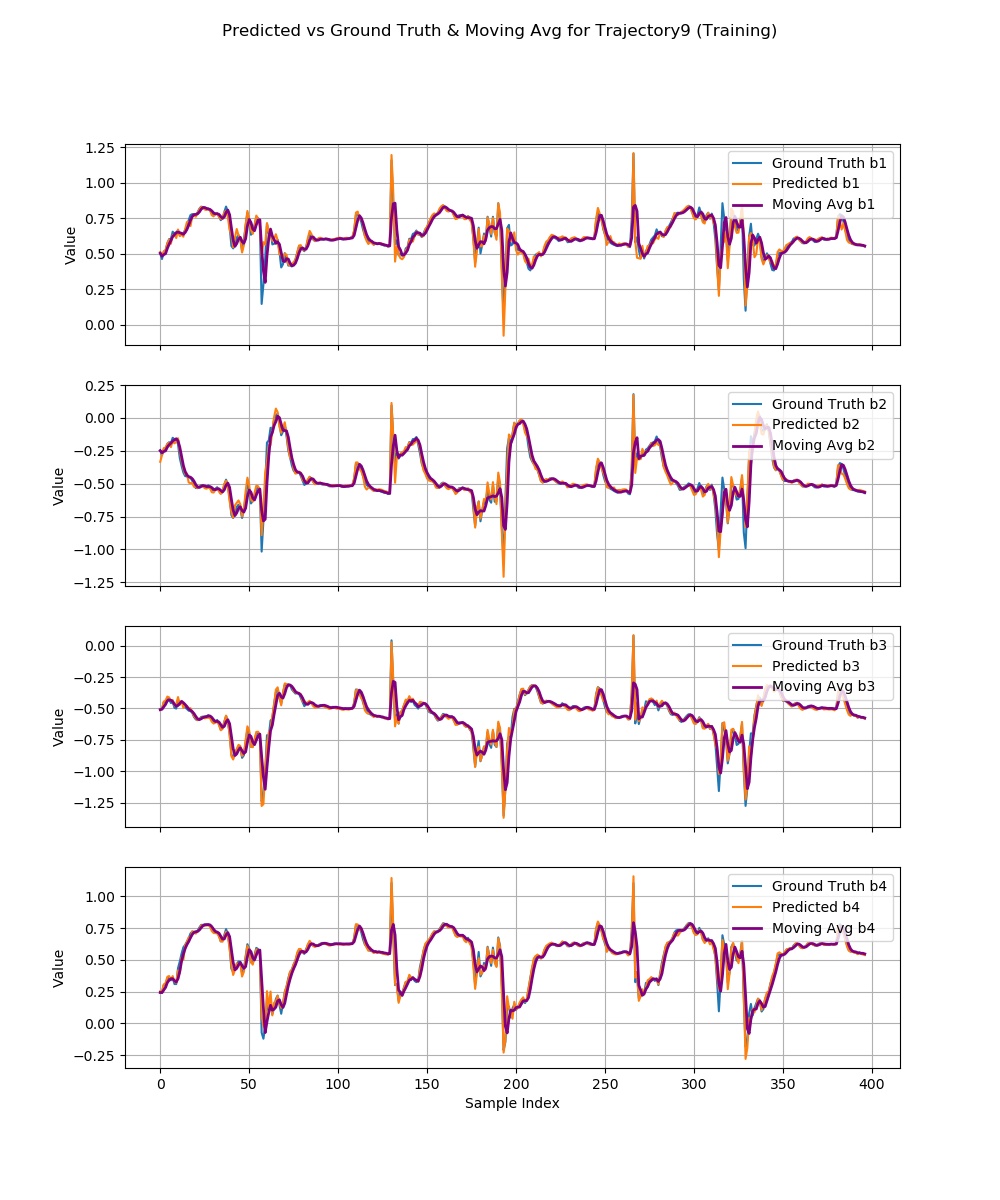 Predicted vs Ground Truth & Moving Avg for Trajectory9 (Training)
1.25
1.00
0.75
0.50
0.25
0.00
Value
Ground Truth b1
Predicted b1
Moving Avg b1
0.25
0.00
−0.25
−0.50
−0.75
−1.00
−1.25
Value
Ground Truth b2
Predicted b2
Moving Avg b2
0.00
−0.25
−0.50
−0.75
−1.00
−1.25
Value
Ground Truth b3
Predicted b3
Moving Avg b3
1.00
0.75
0.50
0.25
0.00
−0.25
Value
Ground Truth b4
Predicted b4
Moving Avg b4
0 50 100 150 200 250 300 350 400
Sample Index